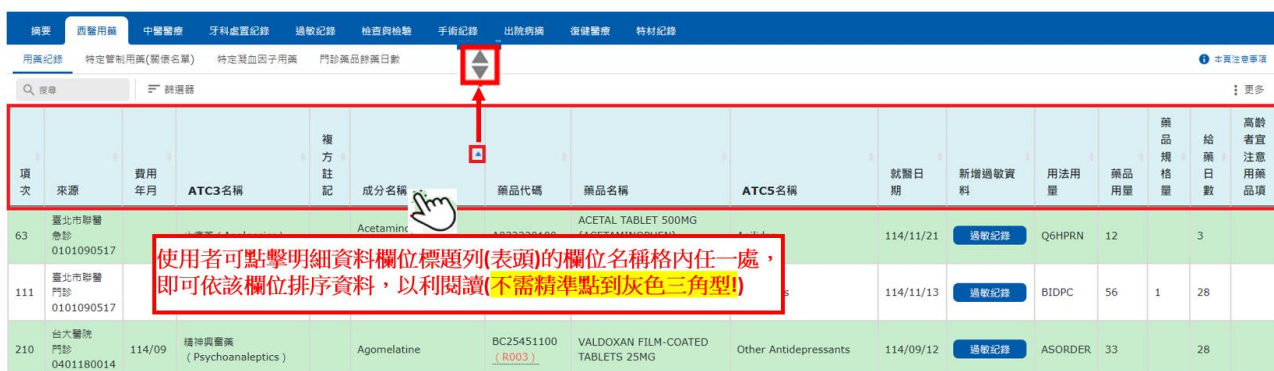 摘要 西醫用藥 中醫醫療 牙科處置紀錄 過敏紀錄 檢查與檢驗 手術紀錄 出院病摘 復健醫療 特材紀錄
用藥紀錄 特定管制用藥(關懷名單) 特定凝血因子用藥 門診藥品餘藥日數 本頁注意事項
搜尋 篩選器 更多
項次 來源 費用年月 ATC3名稱 複方註記 成分名稱 藥品代碼 藥品名稱 ATC5名稱 就醫日期 新增過敏資料 用法用量 藥品用量 藥品規格量 給藥日數 高齡者宜注意用藥品項
63 臺北市聯醫 急診 0101090517 ACETAL TABLET 500MG 114/11/21 過敏紀錄 Q6HPRN 12 3
使用者可點擊明細資料欄位標題列(表頭)的欄位名稱格內任一處，
即可依該欄位排序資料，以利閱讀(不需精準點到灰色三角型!)
111 臺北市聯醫 門診 0101090517 114/11/13 過敏紀錄 BIDPC 56 1 28
210 台大醫院 門診 0401180014 114/09 精神興奮藥 (Psychoanaleptics) Agomelatine BC25451100 (R003) VALDOXAN FILM-COATED TABLETS 25MG Other Antidepressants 114/09/12 過敏紀錄 ASORDER 33 28